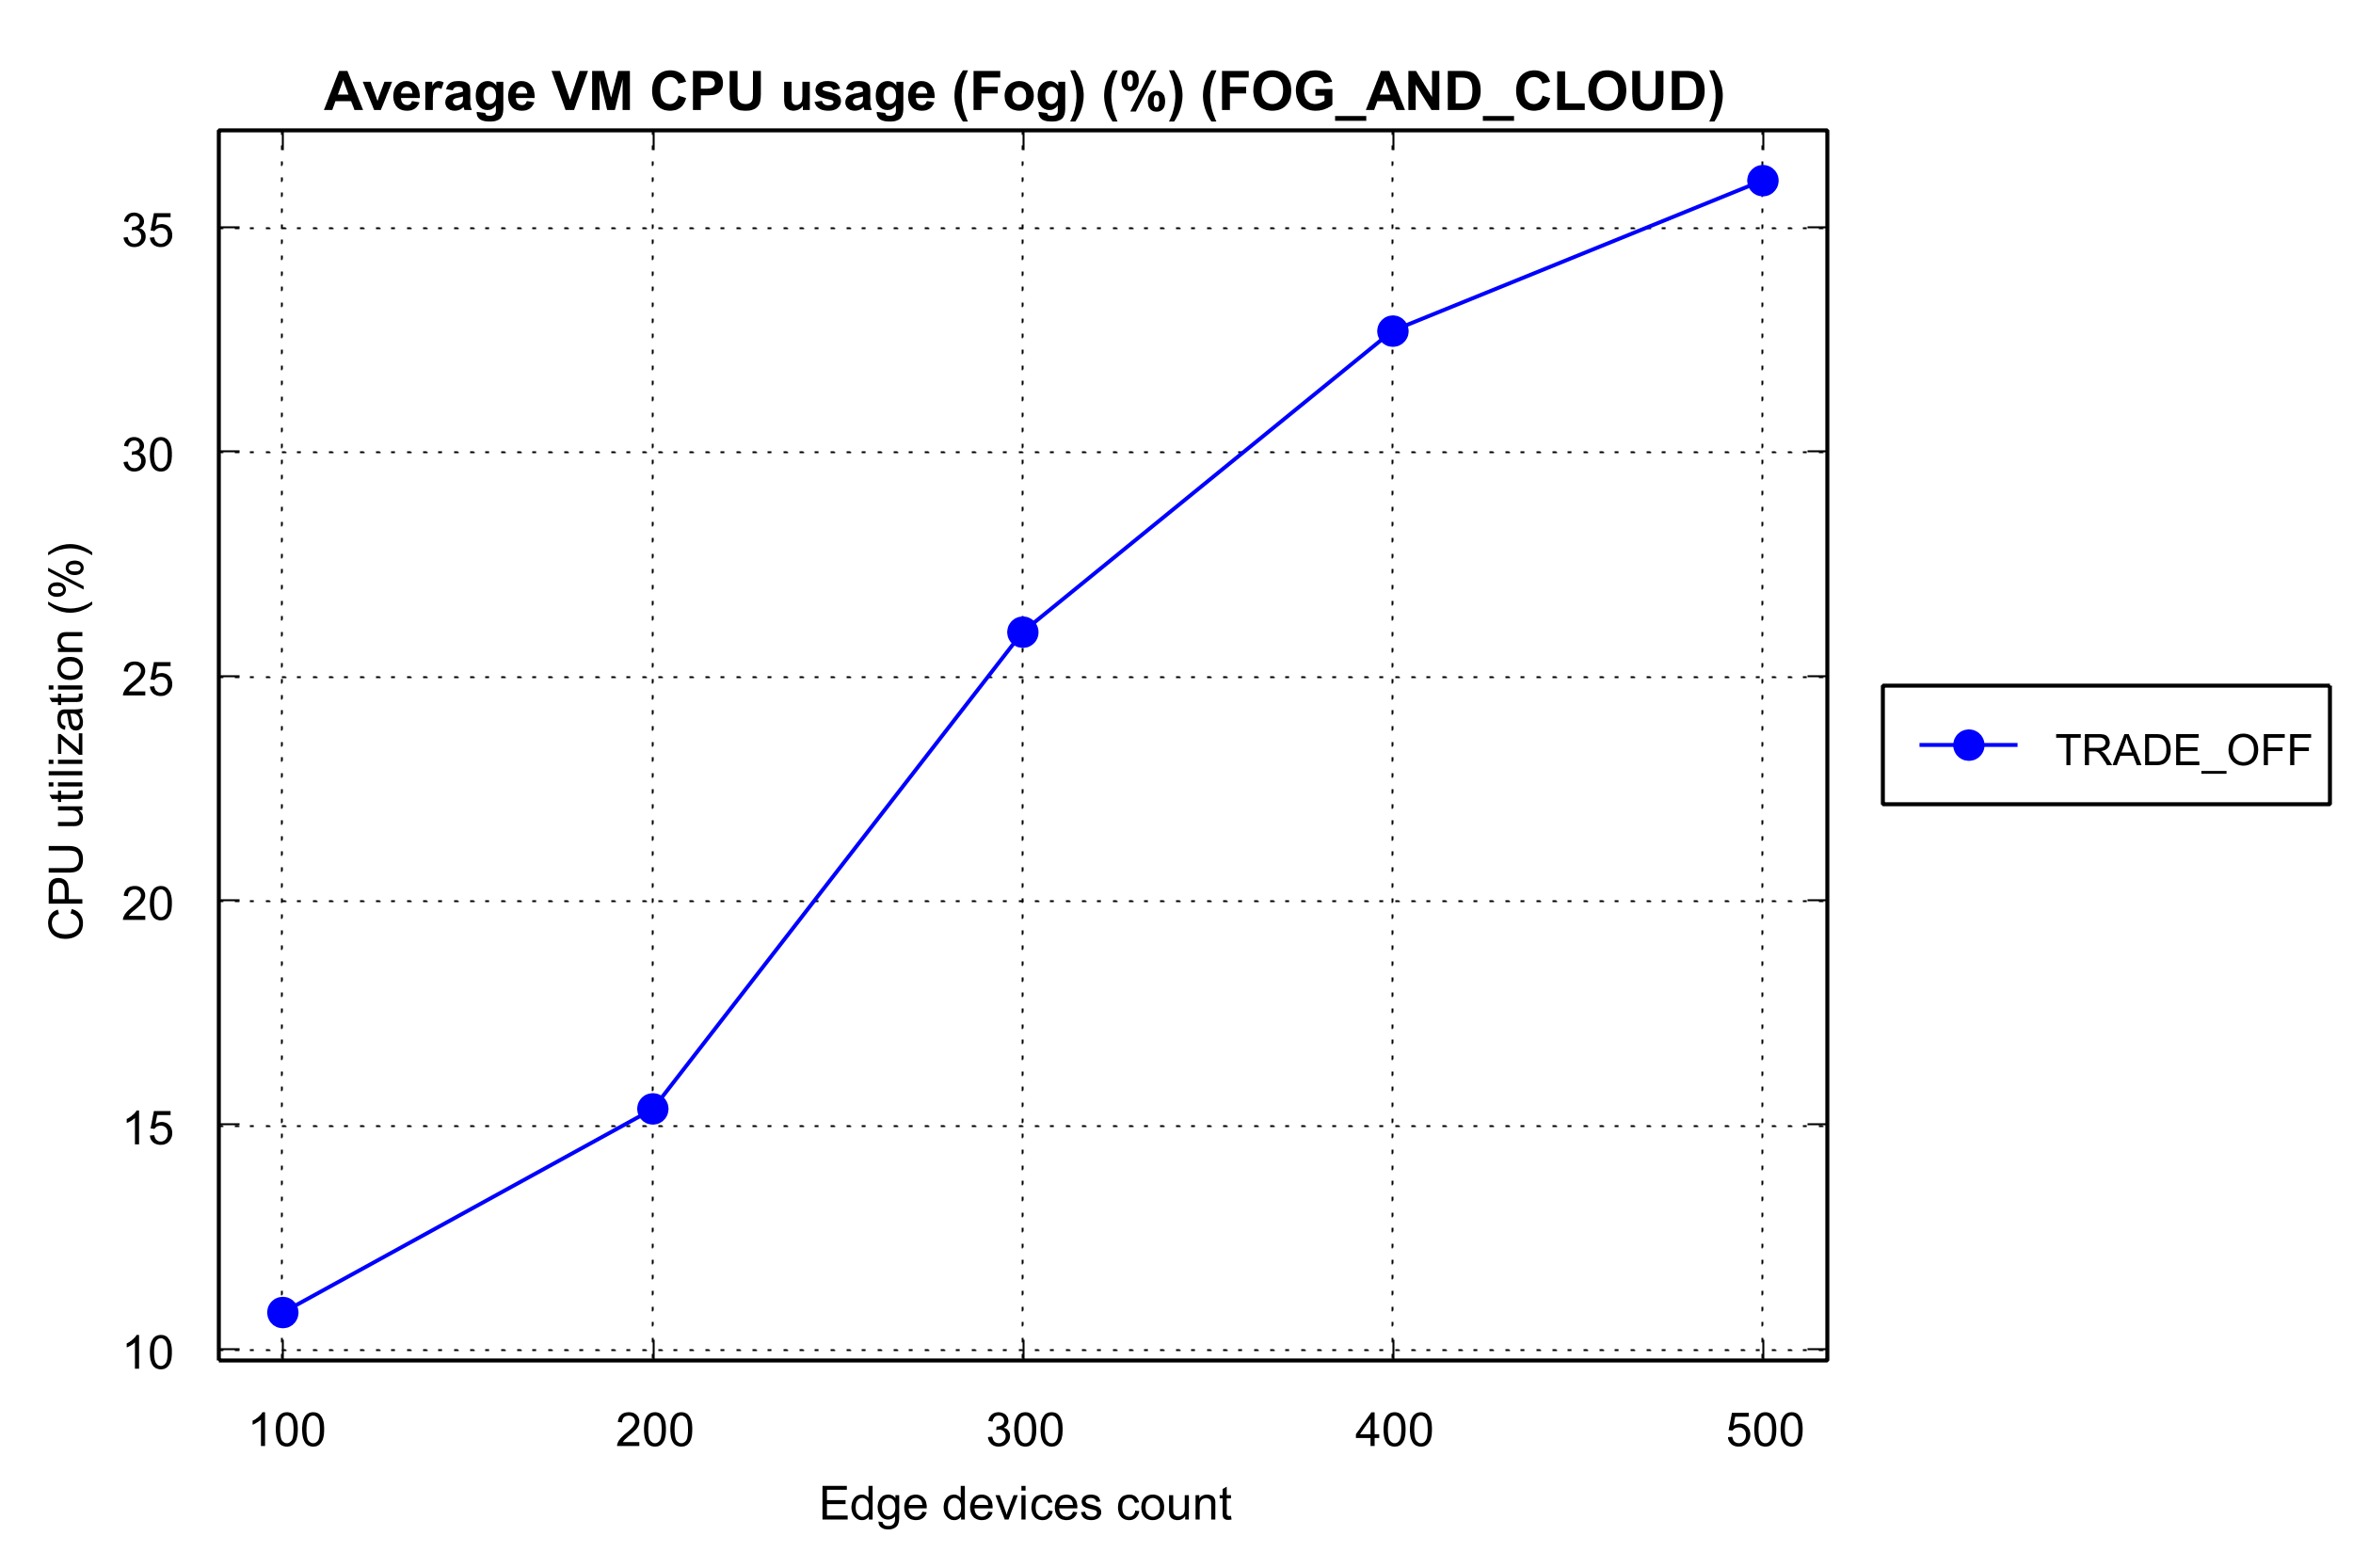 Average VM CPU usage (Fog) (%) (FOG_AND_CLOUD)
35
30
25
20
15
10
CPU utilization (%)
100 200 300 400 500
Edge devices count
TRADE_OFF